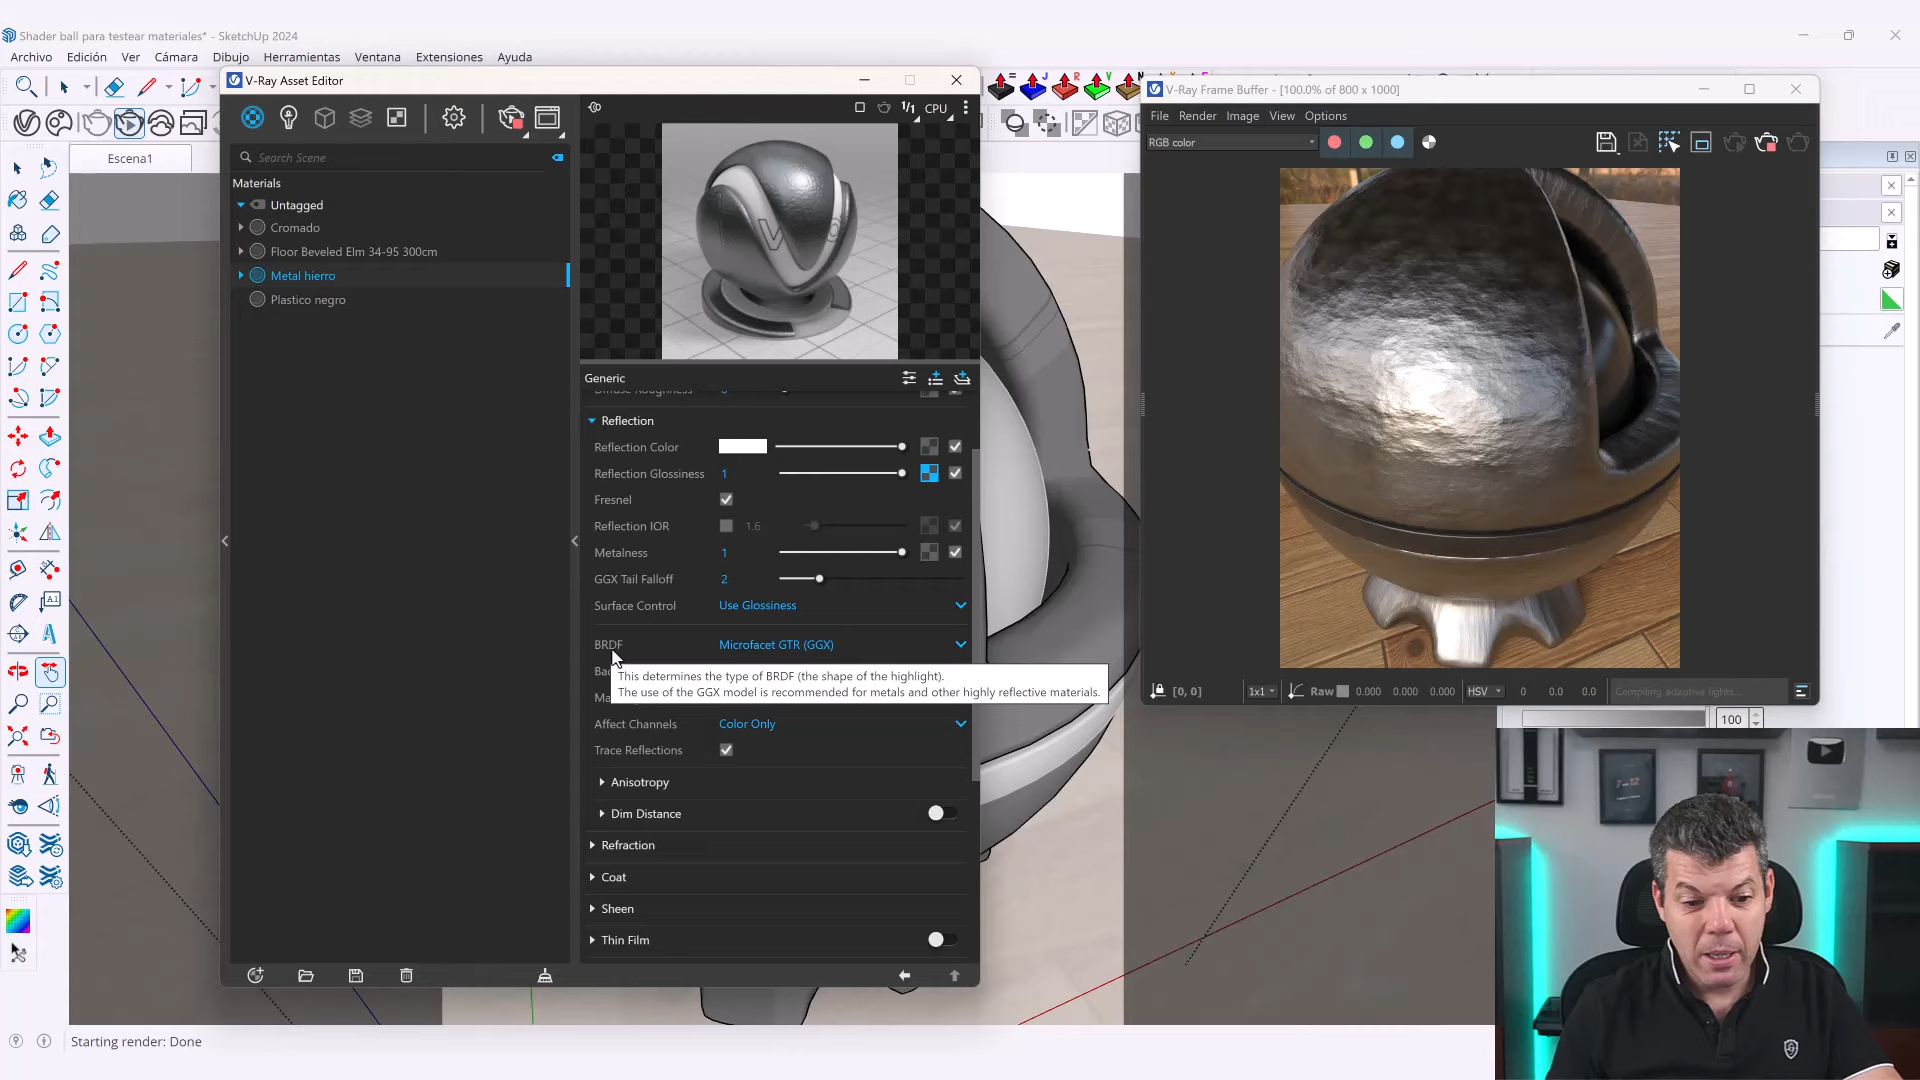 Shader ball para testear materiales* - SketchUp 2024
Archivo Edición Ver Cámara Dibujo Herramientas Ventana Extensiones Ayuda
V-Ray Asset Editor
1/1 CPU
Escena1
Search Scene
Materials
Untagged
Cromado
Floor Beveled Elm 34-95 300cm
Metal hierro
Plastico negro
Generic
Diffuse Roughness 0
Reflection
Reflection Color
Reflection Glossiness 1
Fresnel
Reflection IOR 1.6
Metalness 1
GGX Tail Falloff 2
Surface Control Use Glossiness
BRDF Microfacet GTR (GGX)
This determines the type of BRDF (the shape of the highlight).
The use of the GGX model is recommended for metals and other highly reflective materials.
Affect Channels Color Only
Trace Reflections
Anisotropy
Dim Distance
Refraction
Coat
Sheen
Thin Film
V-Ray Frame Buffer - [100.0% of 800 x 1000]
File Render Image View Options
RGB color
[0, 0] 1x1 Raw 0.000 0.000 0.000 HSV 0 0.0 0.0 Compiling adaptive lights...
100
Starting render: Done